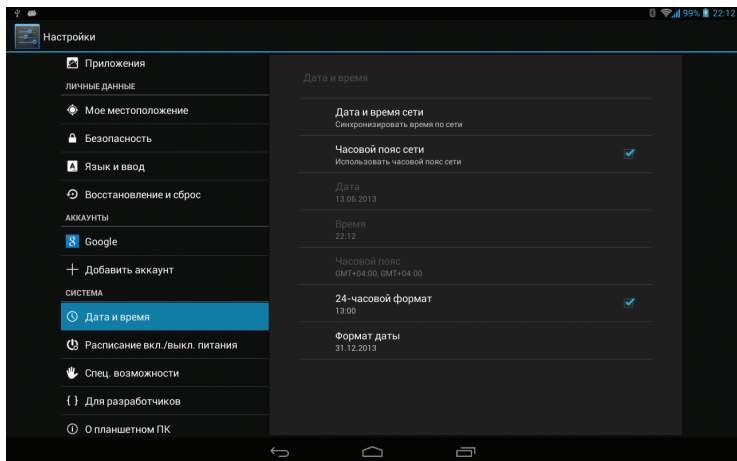 99% 22:12
Настройки
Приложения
ЛИЧНЫЕ ДАННЫЕ
Мое местоположение
Безопасность
A Язык и ввод
Восстановление и сброс
АККАУНТЫ
8 Google
Добавить аккаунт
СИСТЕМА
Дата и время
Расписание вкл./выкл. питания
Спец. возможности
{ } Для разработчиков
О планшетном ПК
Дата и время
Дата и время сети
Синхронизировать время по сети
Часовой пояс сети
Использовать часовой пояс сети
Дата
13.06.2013
Время
22:12
Часовой пояс
GMT+04:00, GMT+04:00
24-часовой формат
13:00
Формат даты
31.12.2013